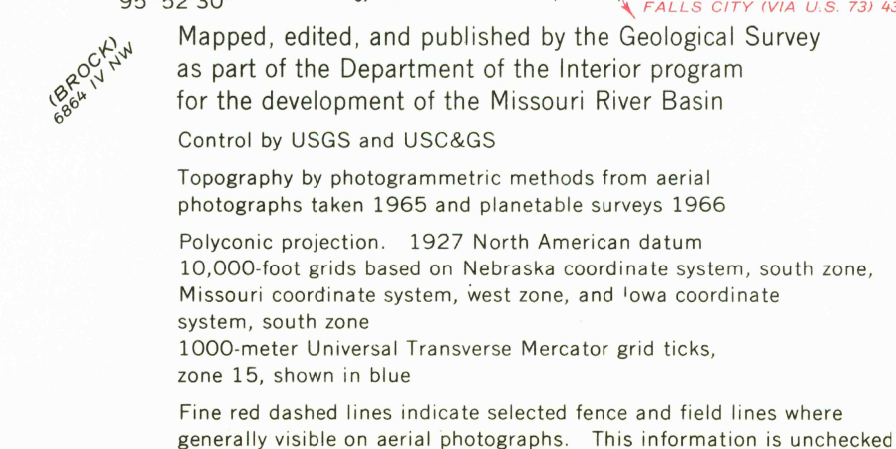 95° 52'30"
FALLS CITY (VIA U.S. 73)
(BROCK)
6864 IV NW
Mapped, edited, and published by the Geological Survey
as part of the Department of the Interior program
for the development of the Missouri River Basin
Control by USGS and USC&GS
Topography by photogrammetric methods from aerial
photographs taken 1965 and planetable surveys 1966
Polyconic projection. 1927 North American datum
10,000-foot grids based on Nebraska coordinate system, south zone,
Missouri coordinate system, west zone, and Iowa coordinate
system, south zone
1000-meter Universal Transverse Mercator grid ticks,
zone 15, shown in blue
Fine red dashed lines indicate selected fence and field lines where
generally visible on aerial photographs. This information is unchecked